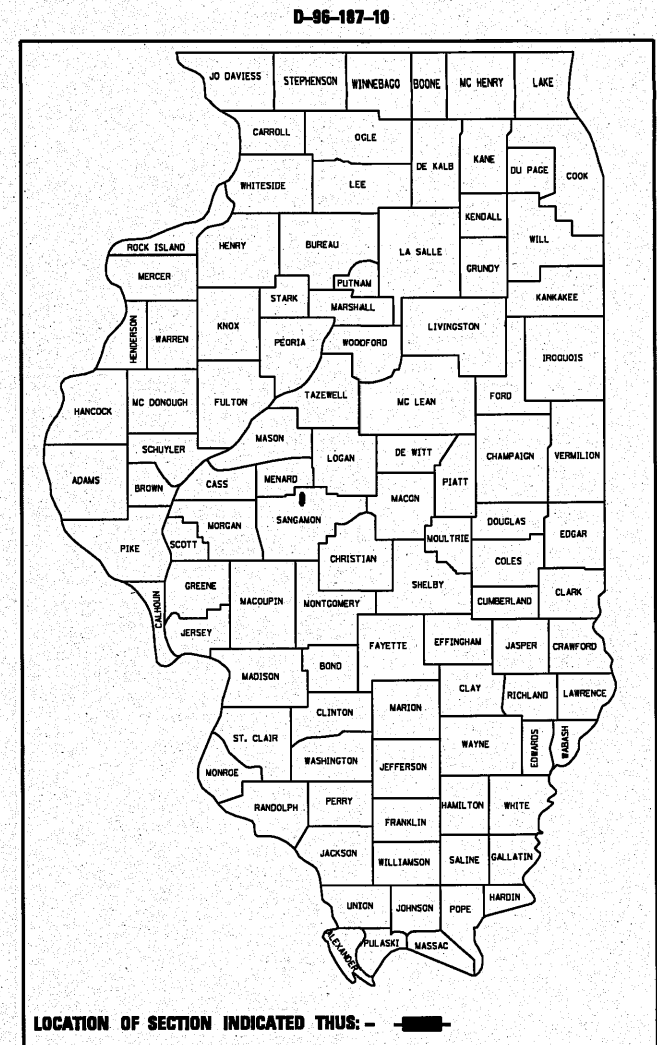 D-96-187-10
JO DAVIESS STEPHENSON WINNEBAGO BOONE MC HENRY LAKE
CARROLL OGLE
DE KALB KANE DU PAGE COOK
WHITESIDE LEE
KENDALL
ROCK ISLAND HENRY BUREAU LA SALLE WILL
GRUNDY
MERCER PUTNAM
STARK MARSHALL KANKAKEE
HENDERSON WARREN KNOX PEORIA WOODFORD LIVINGSTON
IROQUOIS
HANCOCK MC DONOUGH FULTON TAZEWELL MC LEAN FORD
MASON
SCHUYLER LOGAN DE WITT CHAMPAIGN VERMILION
ADAMS BROWN CASS MENARD PIATT
MACON
MORGAN SANGAMON DOUGLAS
PIKE SCOTT CHRISTIAN MOULTRIE EDGAR
COLES
CALHOUN GREENE MACOUPIN MONTGOMERY SHELBY CUMBERLAND CLARK
JERSEY FAYETTE EFFINGHAM JASPER CRAWFORD
MADISON BOND
CLAY RICHLAND LAWRENCE
CLINTON MARION
ST. CLAIR WAYNE EDWARDS WABASH
MONROE WASHINGTON JEFFERSON
RANDOLPH PERRY HAMILTON WHITE
FRANKLIN
JACKSON WILLIAMSON SALINE GALLATIN
UNION JOHNSON POPE HARDIN
ALEXANDER PULASKI MASSAC
LOCATION OF SECTION INDICATED THUS: -